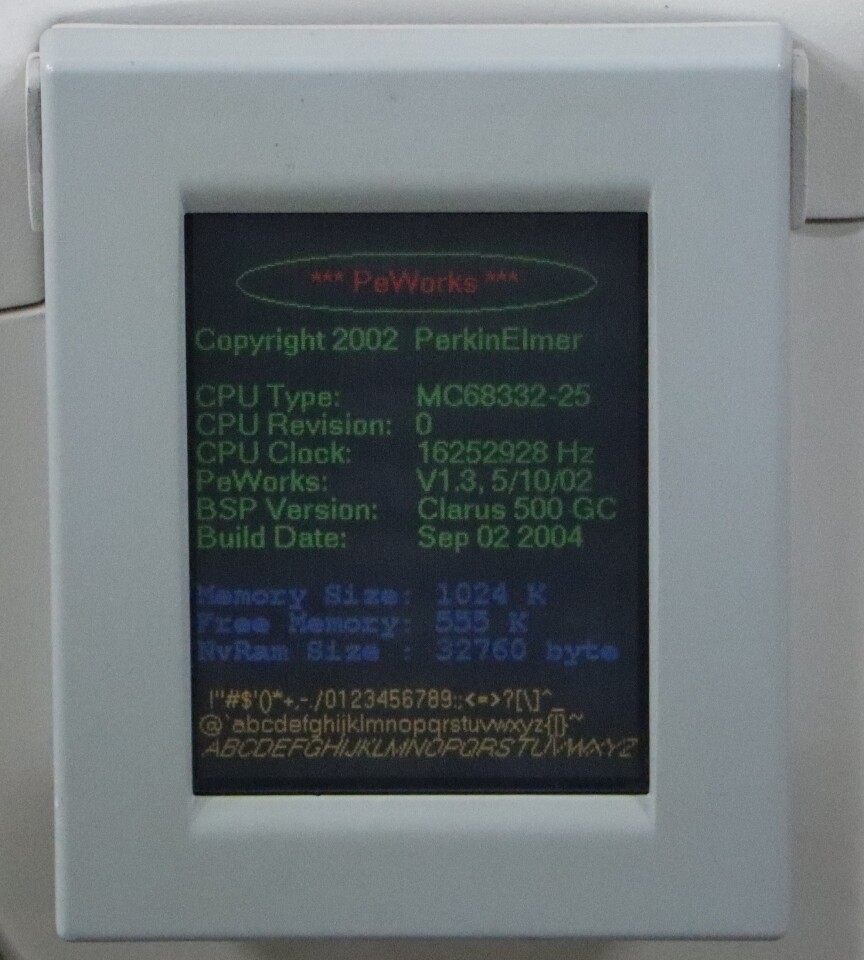 *** PeWorks ***
Copyright 2002 PerkinElmer
CPU Type: MC68332-25
CPU Revision: 0
CPU Clock: 16252928 Hz
PeWorks: V1.3, 5/10/02
BSP Version: Clarus 500 GC
Build Date: Sep 02 2004
Memory Size: 1024 K
Free Memory: 555 K
NvRam Size : 32760 byte
!"#$'()*+,-./0123456789:;<=>?[\]^_
@`abcdefghijklmnopqrstuvwxyz{|}~
ABCDEFGHIJKLMNOPQRSTUVWXYZ